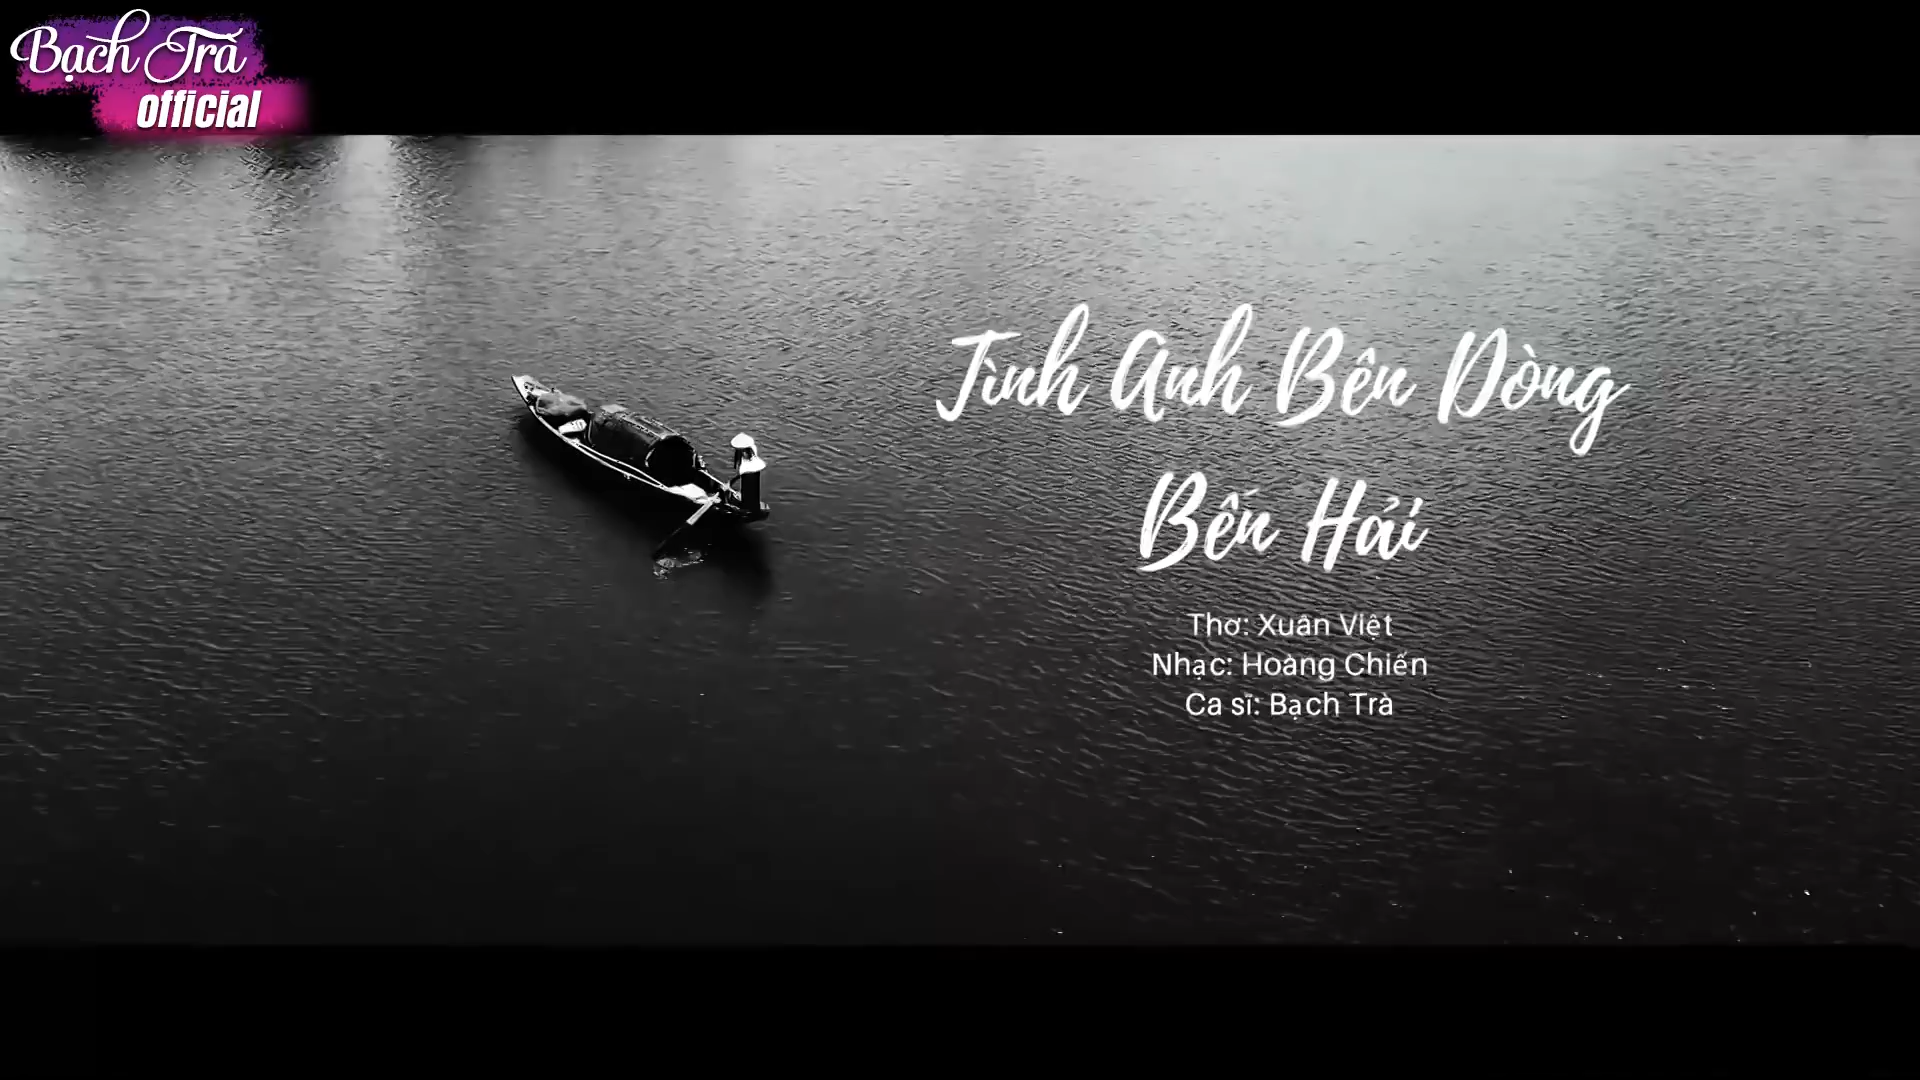 Bạch Trà
official
Tình Anh Bên Dòng
Bến Hải
Thơ: Xuân Việt
Nhạc: Hoàng Chiến
Ca sĩ: Bạch Trà